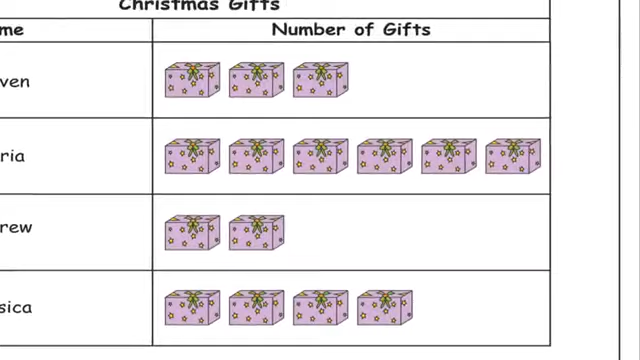 Christmas Gifts
me Number of Gifts
ven
ria
rew
sica